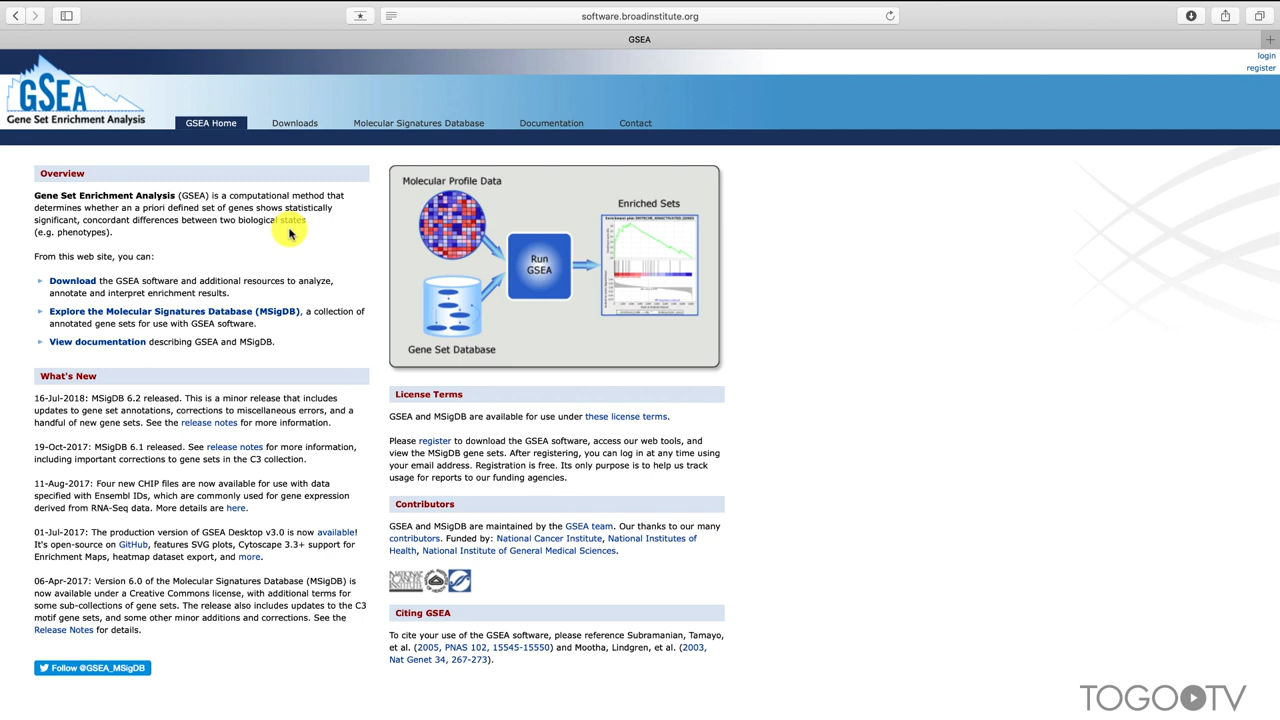 software.broadinstitute.org
GSEA
login
register
GSEA
Gene Set Enrichment Analysis
GSEA Home
Downloads
Molecular Signatures Database
Documentation
Contact
Overview
Gene Set Enrichment Analysis (GSEA) is a computational method that
determines whether an a priori defined set of genes shows statistically
significant, concordant differences between two biological states
(e.g. phenotypes).
From this web site, you can:
Download the GSEA software and additional resources to analyze,
annotate and interpret enrichment results.
Explore the Molecular Signatures Database (MSigDB), a collection of
annotated gene sets for use with GSEA software.
View documentation describing GSEA and MSigDB.
What's New
16-Jul-2018: MSigDB 6.2 released. This is a minor release that includes
updates to gene set annotations, corrections to miscellaneous errors, and a
handful of new gene sets. See the release notes for more information.
19-Oct-2017: MSigDB 6.1 released. See release notes for more information,
including important corrections to gene sets in the C3 collection.
11-Aug-2017: Four new CHIP files are now available for use with data
specified with Ensembl IDs, which are commonly used for gene expression
derived from RNA-Seq data. More details are here.
01-Jul-2017: The production version of GSEA Desktop v3.0 is now available!
It's open-source on GitHub, features SVG plots, Cytoscape 3.3+ support for
Enrichment Maps, heatmap dataset export, and more.
06-Apr-2017: Version 6.0 of the Molecular Signatures Database (MSigDB) is
now available under a Creative Commons license, with additional terms for
some sub-collections of gene sets. The release also includes updates to the C3
motif gene sets, and some other minor additions and corrections. See the
Release Notes for details.
Follow @GSEA_MSigDB
Molecular Profile Data
Enriched Sets
Run
GSEA
Gene Set Database
License Terms
GSEA and MSigDB are available for use under these license terms.
Please register to download the GSEA software, access our web tools, and
view the MSigDB gene sets. After registering, you can log in at any time using
your email address. Registration is free. Its only purpose is to help us track
usage for reports to our funding agencies.
Contributors
GSEA and MSigDB are maintained by the GSEA team. Our thanks to our many
contributors. Funded by: National Cancer Institute, National Institutes of
Health, National Institute of General Medical Sciences.
NATIONAL
CANCER
INSTITUTE
Citing GSEA
To cite your use of the GSEA software, please reference Subramanian, Tamayo,
et al. (2005, PNAS 102, 15545-15550) and Mootha, Lindgren, et al. (2003,
Nat Genet 34, 267-273).
TOGO TV